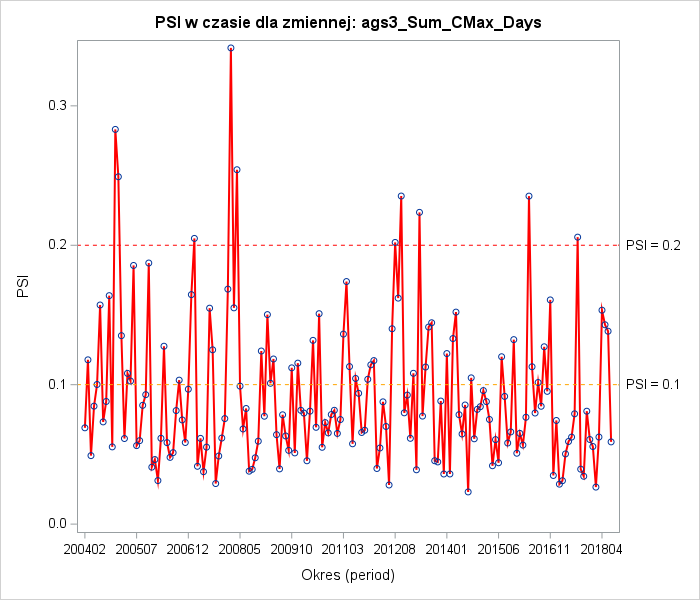 PSI w czasie dla zmiennej: ags3_Sum_CMax_Days
0.3
0.2
0.1
0.0
PSI
PSI = 0.2
PSI = 0.1
200402 200507 200612 200805 200910 201103 201208 201401 201506 201611 201804
Okres (period)